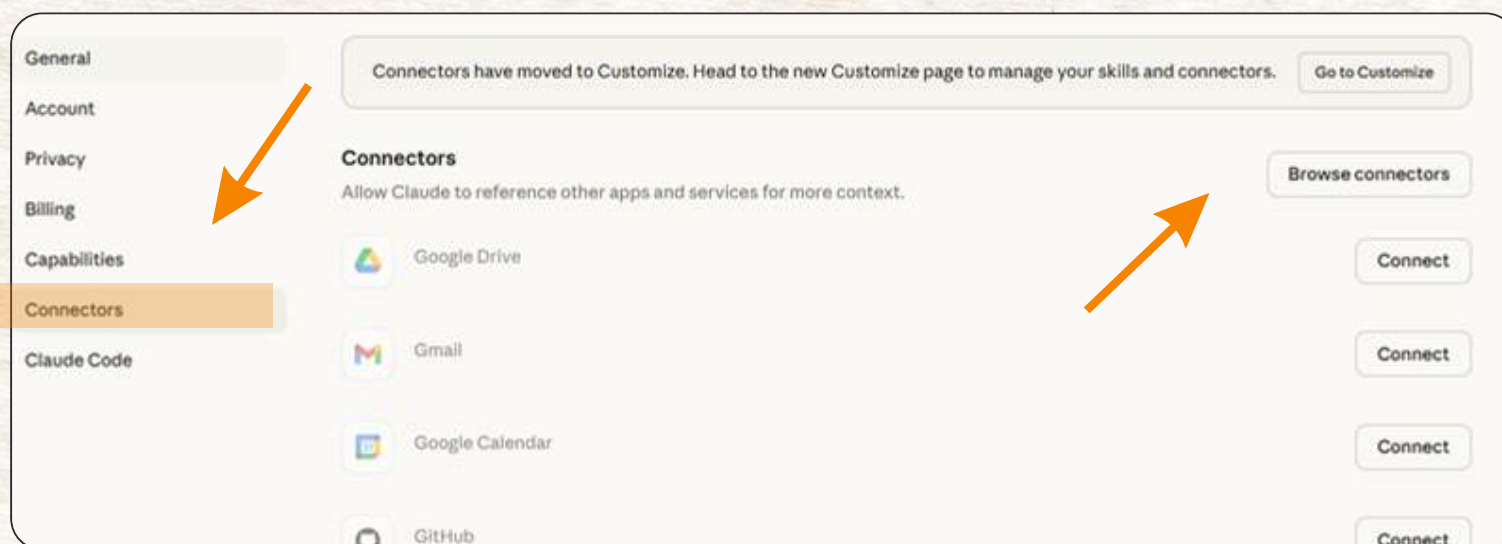 General
Account
Privacy
Billing
Capabilities
Connectors
Claude Code
Connectors have moved to Customize. Head to the new Customize page to manage your skills and connectors.
Go to Customize
Connectors
Browse connectors
Allow Claude to reference other apps and services for more context.
Google Drive
Connect
Gmail
Connect
Google Calendar
Connect
GitHub
Connect